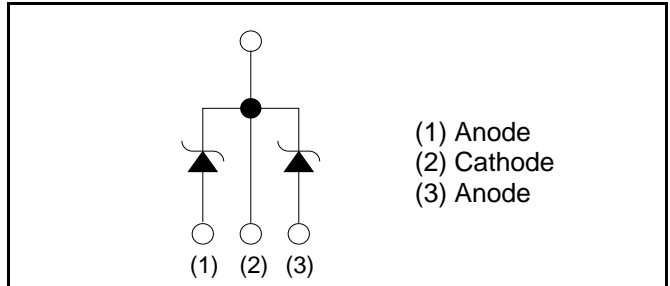 (1) Anode
(2) Cathode
(3) Anode
(1) (2) (3)